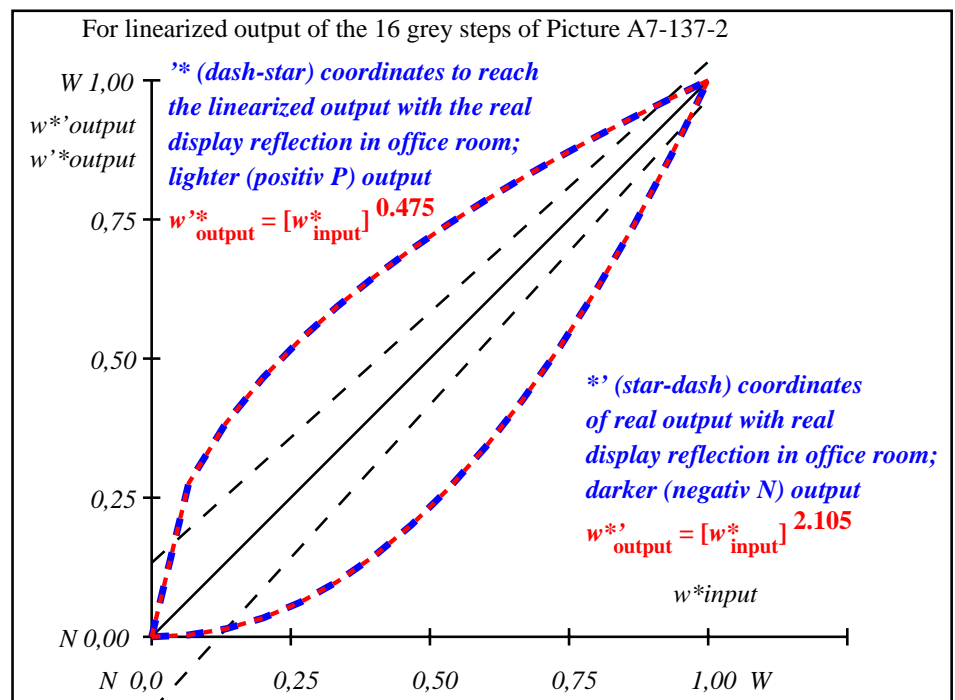 For linearized output of the 16 grey steps of Picture A7-137-2
W 1,00
w*’output
w’*output
’* (dash-star) coordinates to reach
the linearized output with the real
display reflection in office room;
lighter (positiv P) output
w’*output = [w*input] 0.475
0,75
0,50
*’ (star-dash) coordinates
of real output with real
display reflection in office room;
darker (negativ N) output
w*’output = [w*input] 2.105
0,25
w*input
N 0,00
N 0,0 0,25 0,50 0,75 1,00 W